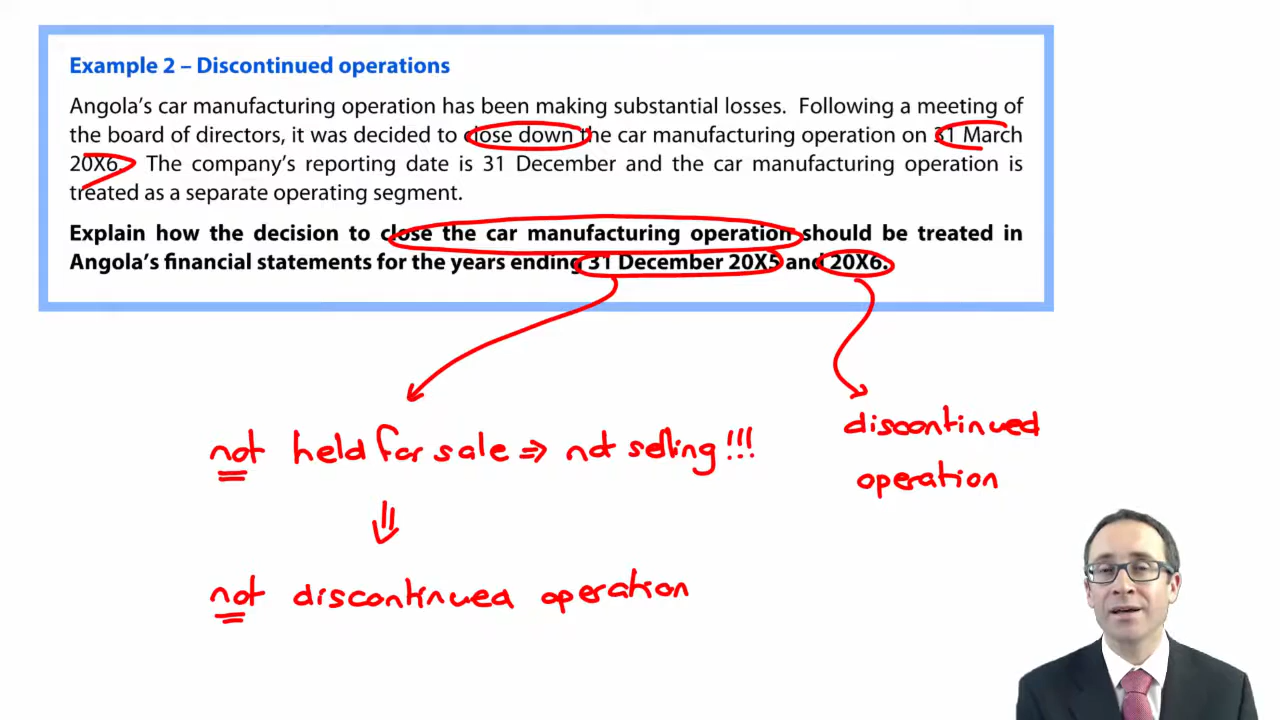 Example 2 – Discontinued operations
Angola's car manufacturing operation has been making substantial losses. Following a meeting of
the board of directors, it was decided to close down the car manufacturing operation on 31 March
20X6. The company's reporting date is 31 December and the car manufacturing operation is
treated as a separate operating segment.
Explain how the decision to close the car manufacturing operation should be treated in
Angola's financial statements for the years ending 31 December 20X5 and 20X6.
not held for sale ⇒ not selling !!!
discontinued
operation
⇓
not discontinued operation